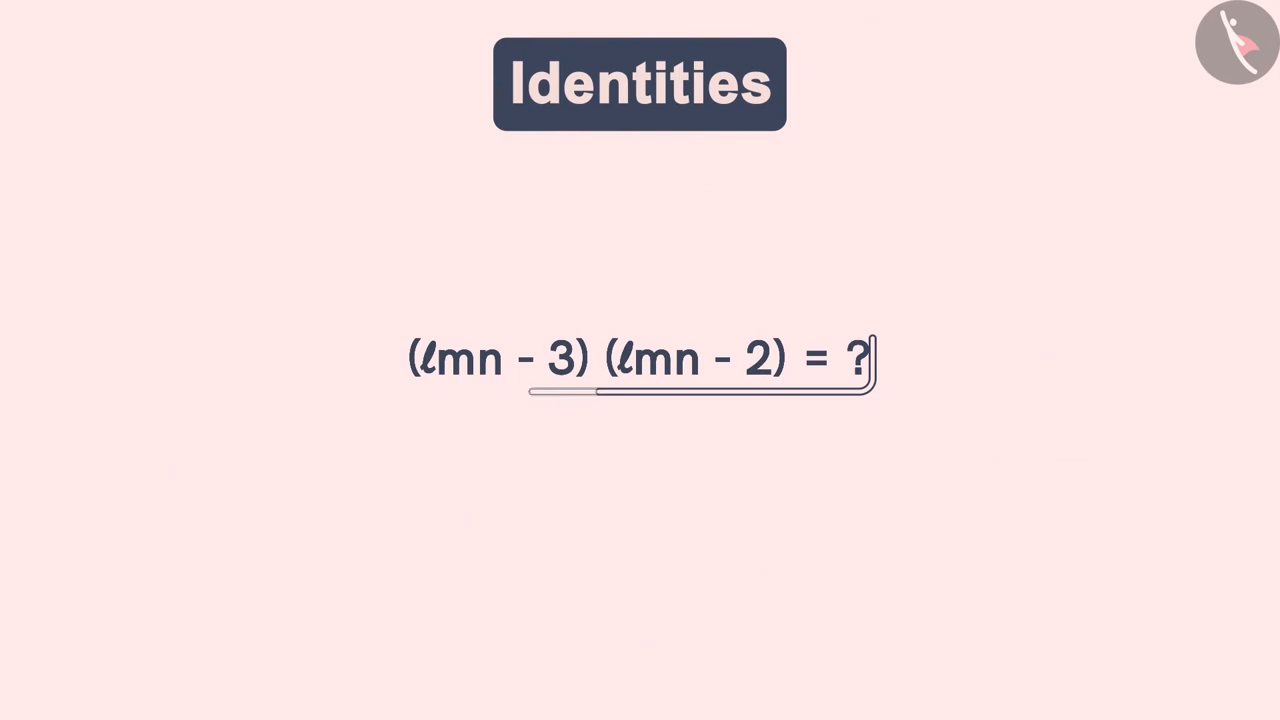 Identities
(ℓmn - 3) (ℓmn - 2) = ?